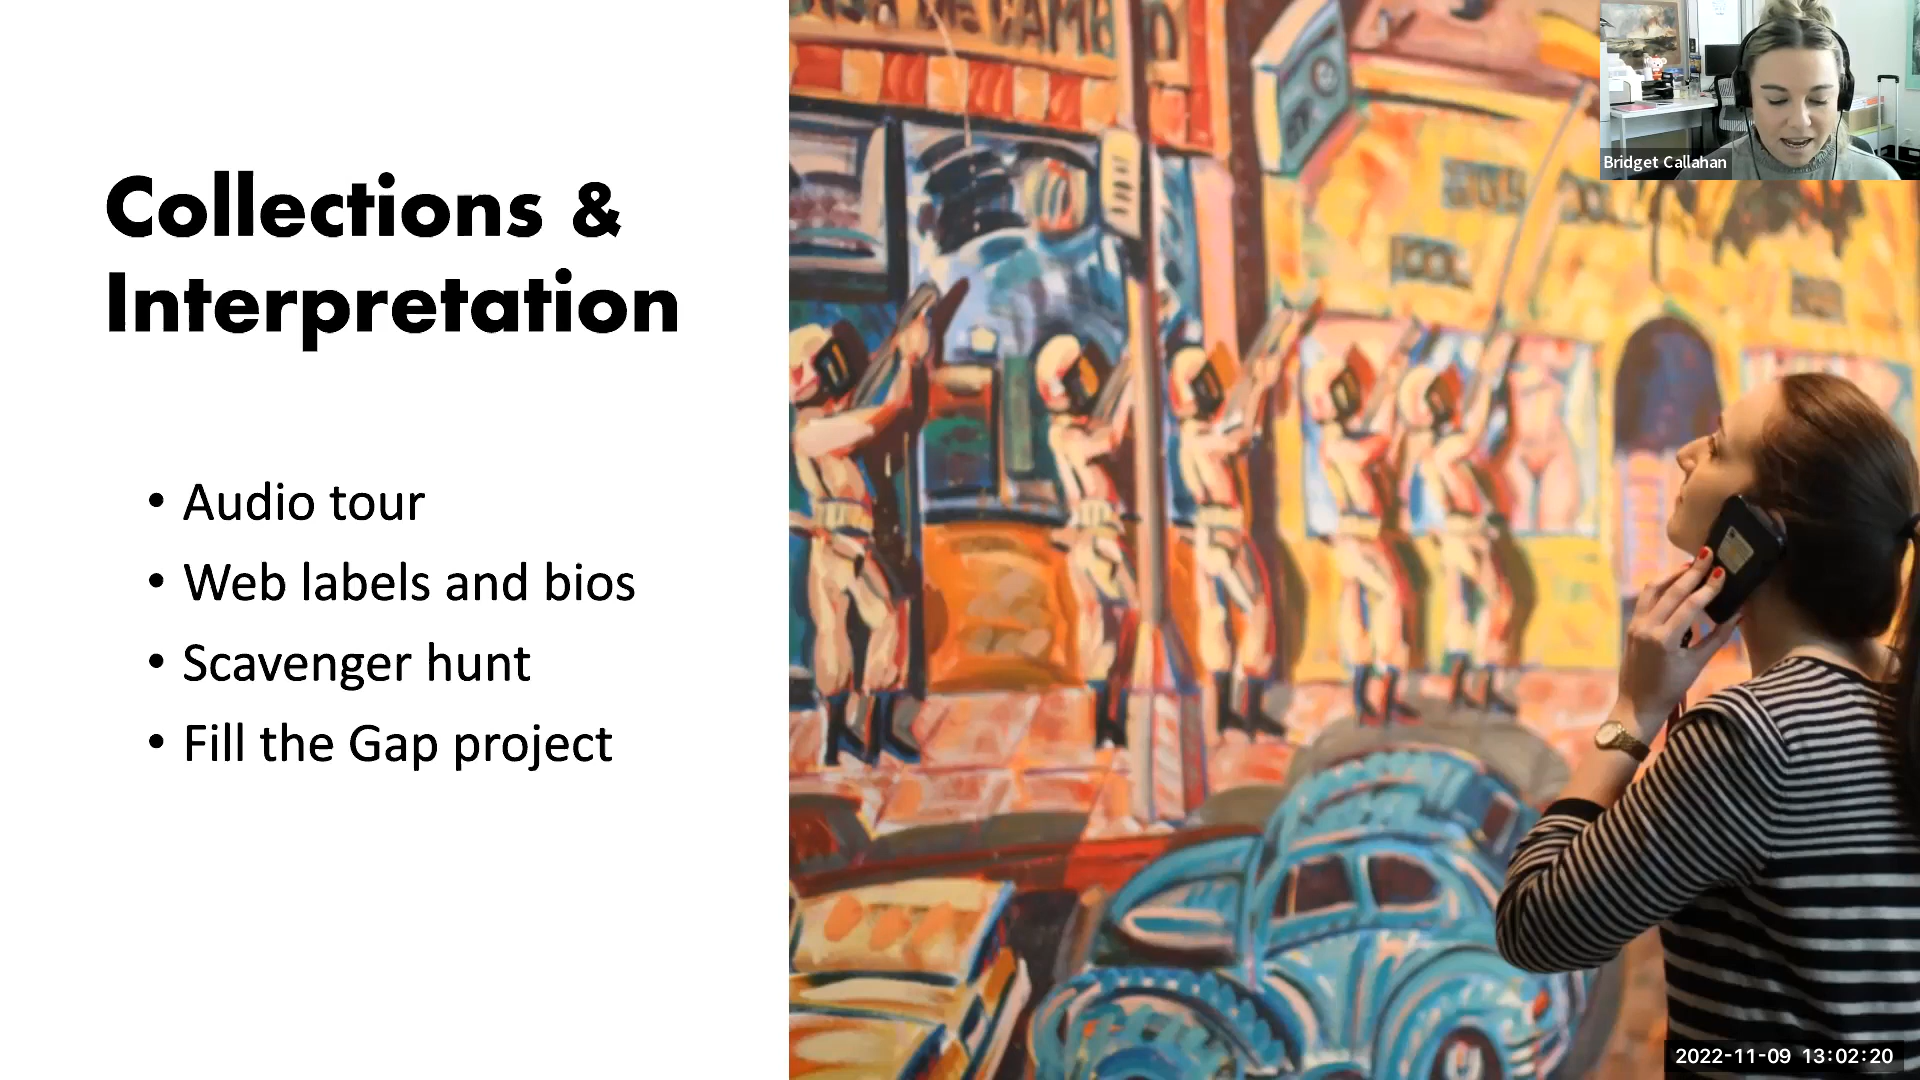 Collections &
Interpretation
• Audio tour
• Web labels and bios
• Scavenger hunt
• Fill the Gap project
Bridget Callahan
2022-11-09 13:02:20